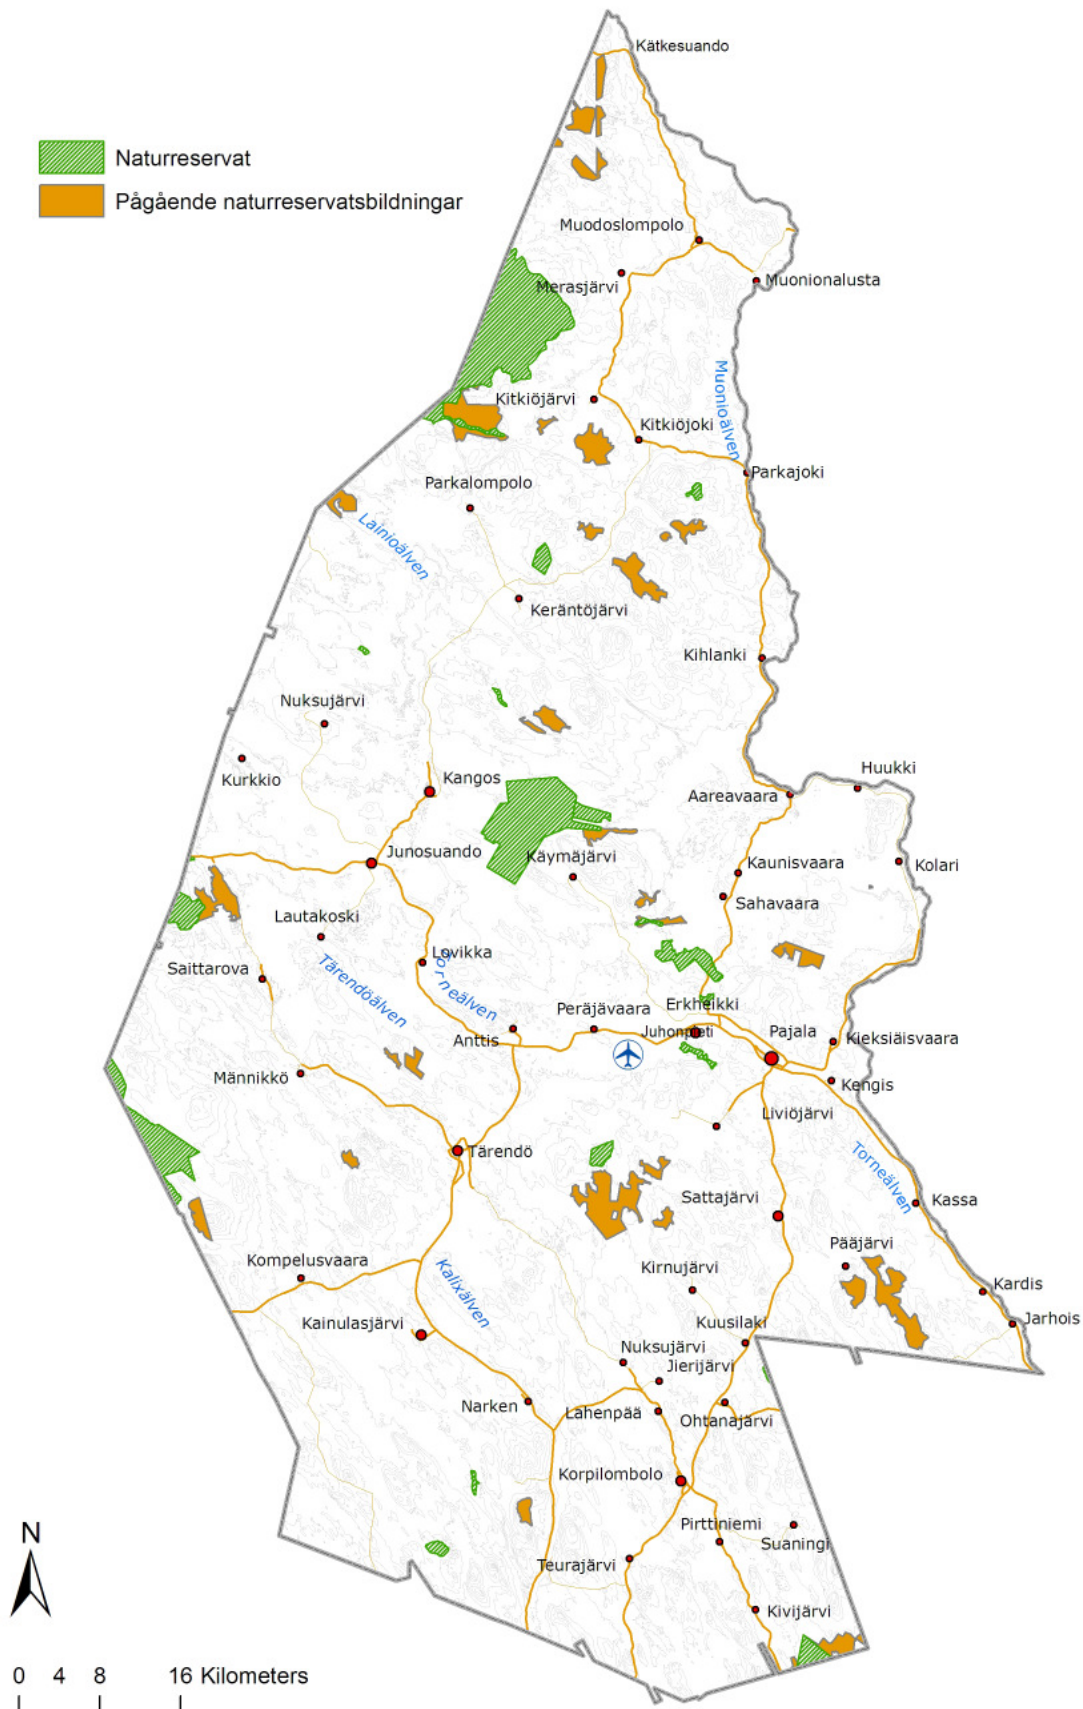 Kätkesuando
Naturreservat
Pågående naturreservatsbildningar
Muodoslompolo
Merasjärvi
Muonionalusta
Muonioälven
Kitkiöjärvi
Kitkiöjoki
Parkajoki
Parkalompolo
Lainioälven
Keräntöjärvi
Kihlanki
Nuksujärvi
Kurkkio
Kangos
Huukki
Aareavaara
Junosuando
Käymäjärvi
Kaunisvaara
Kolari
Sahavaara
Lautakoski
Lovikka
Saittarova
Tärendöälven
Torneälven
Peräjävaara
Erkheikki
Anttis
Juhonpieti
Pajala
Kieksiäisvaara
Männikkö
Kengis
Liviöjärvi
Tärendö
Torneälven
Sattajärvi
Kassa
Pääjärvi
Kompelusvaara
Kalixälven
Kirnujärvi
Kardis
Kainulasjärvi
Kuusilaki
Jarhois
Nuksujärvi
Jierijärvi
Narken
Lahenpää
Ohtanajärvi
Korpilombolo
N
Pirttiniemi
Suaningi
Teurajärvi
Kivijärvi
0 4 8 16 Kilometers